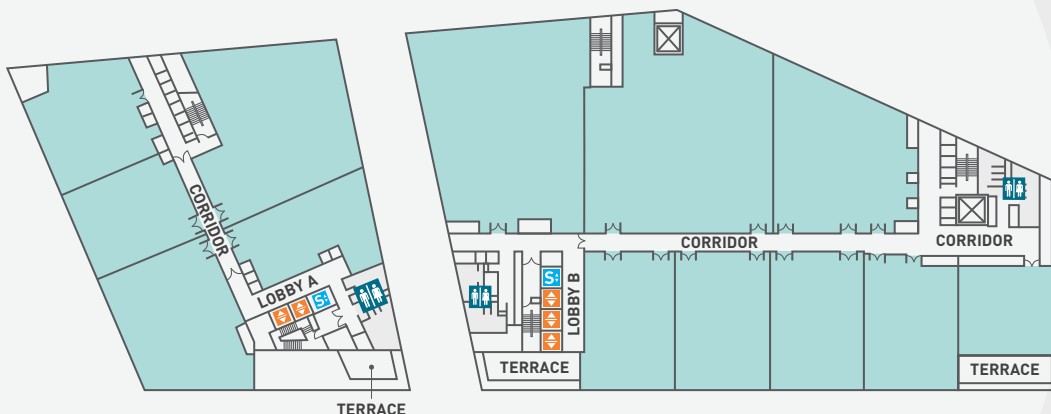 CORRIDOR
LOBBY A
S:
TERRACE
CORRIDOR
CORRIDOR
S:
LOBBY B
TERRACE
TERRACE